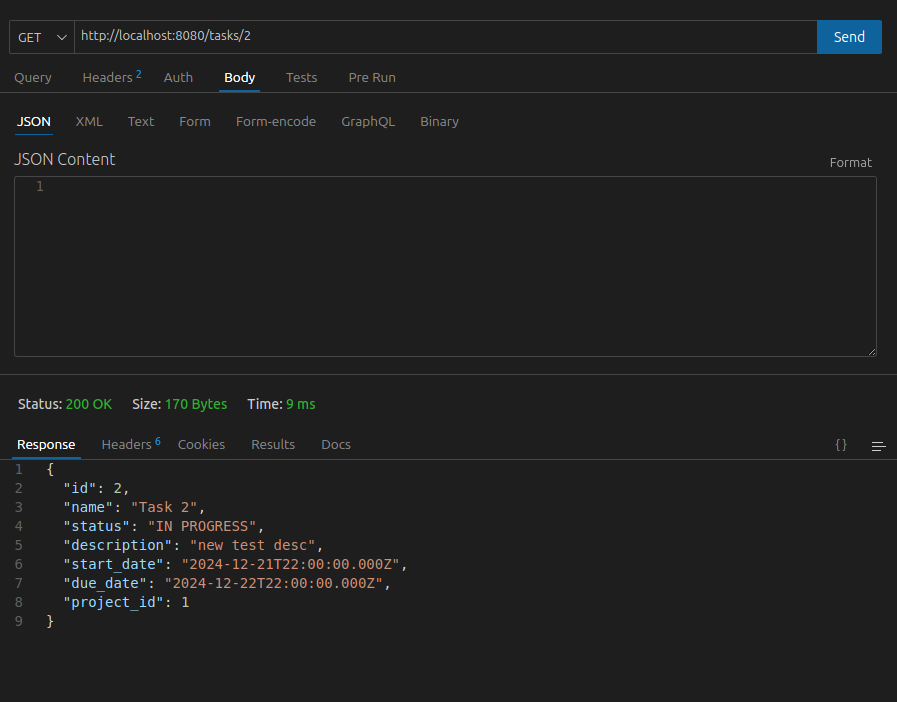 GET http://localhost:8080/tasks/2 Send
Query Headers 2 Auth Body Tests Pre Run
JSON XML Text Form Form-encode GraphQL Binary
JSON Content Format
1
Status: 200 OK Size: 170 Bytes Time: 9 ms
Response Headers 6 Cookies Results Docs {}
1 {
2 "id": 2,
3 "name": "Task 2",
4 "status": "IN PROGRESS",
5 "description": "new test desc",
6 "start_date": "2024-12-21T22:00:00.000Z",
7 "due_date": "2024-12-22T22:00:00.000Z",
8 "project_id": 1
9 }